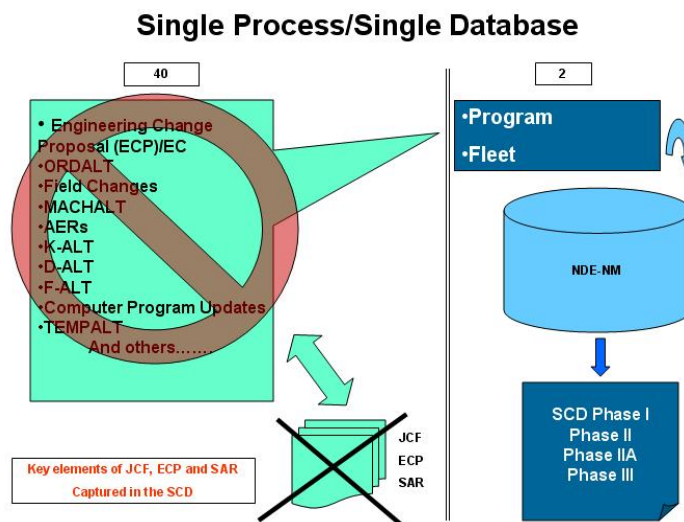 Single Process/Single Database
40
2
• Engineering Change
Proposal (ECP)/EC
•ORDALT
•Field Changes
•MACHALT
•AERs
•K-ALT
•D-ALT
•F-ALT
•Computer Program Updates
•TEMPALT
And others…….
•Program
•Fleet
NDE-NM
JCF
ECP
SAR
SCD Phase I
Phase II
Phase IIA
Phase III
Key elements of JCF, ECP and SAR
Captured in the SCD